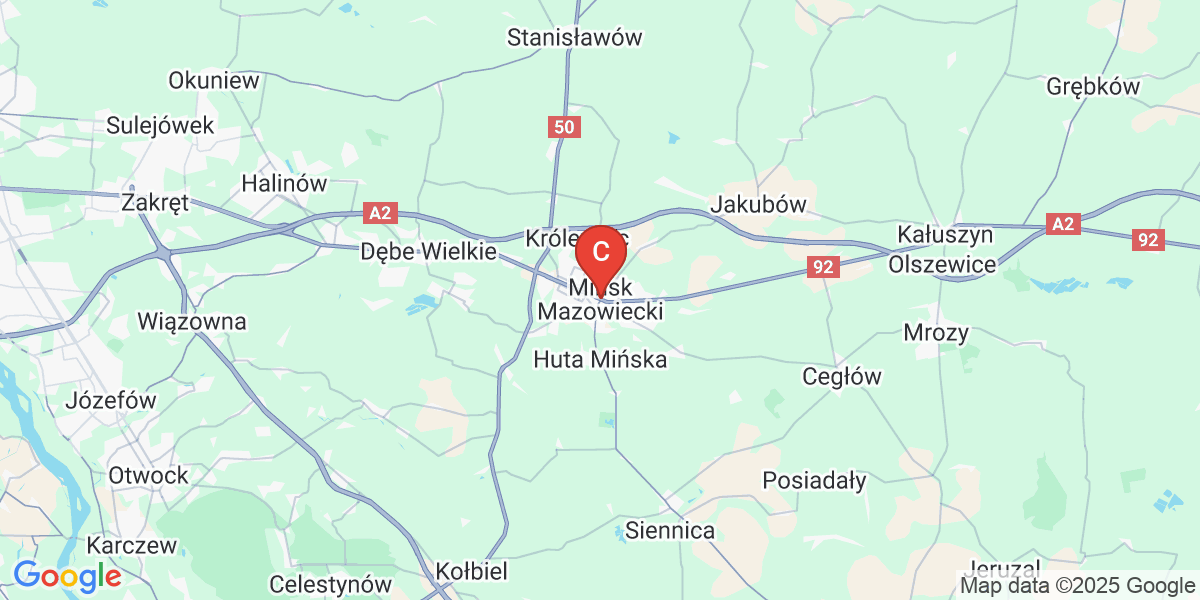 Stanisławów
Okuniew
Grębków
Sulejówek
50
Halinów
Zakręt
A2
Jakubów
A2
92
Kałuszyn
Dębe Wielkie
C
92
Olszewice
Mińsk
Mazowiecki
Wiązowna
Mrozy
Huta Mińska
Cegłów
Józefów
Otwock
Posiadały
Siennica
Karczew
Kołbiel
Jeruzal
Celestynów
Google
Map data ©2025 Google